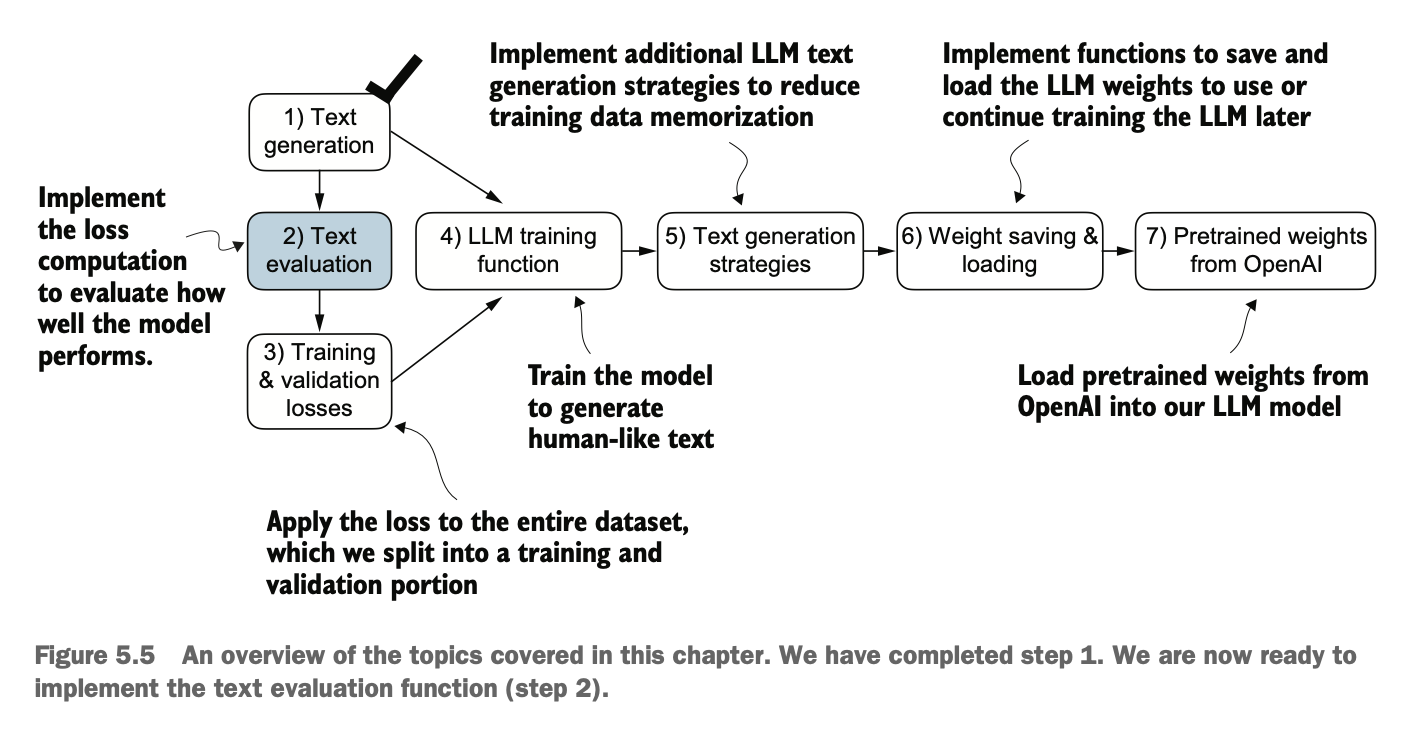 Implement additional LLM text
generation strategies to reduce
training data memorization
Implement functions to save and
load the LLM weights to use or
continue training the LLM later
1) Text
generation
Implement
the loss
computation
to evaluate how
well the model
performs.
2) Text
evaluation
4) LLM training
function
5) Text generation
strategies
6) Weight saving &
loading
7) Pretrained weights
from OpenAI
3) Training
& validation
losses
Train the model
to generate
human-like text
Load pretrained weights from
OpenAI into our LLM model
Apply the loss to the entire dataset,
which we split into a training and
validation portion
Figure 5.5 An overview of the topics covered in this chapter. We have completed step 1. We are now ready to
implement the text evaluation function (step 2).